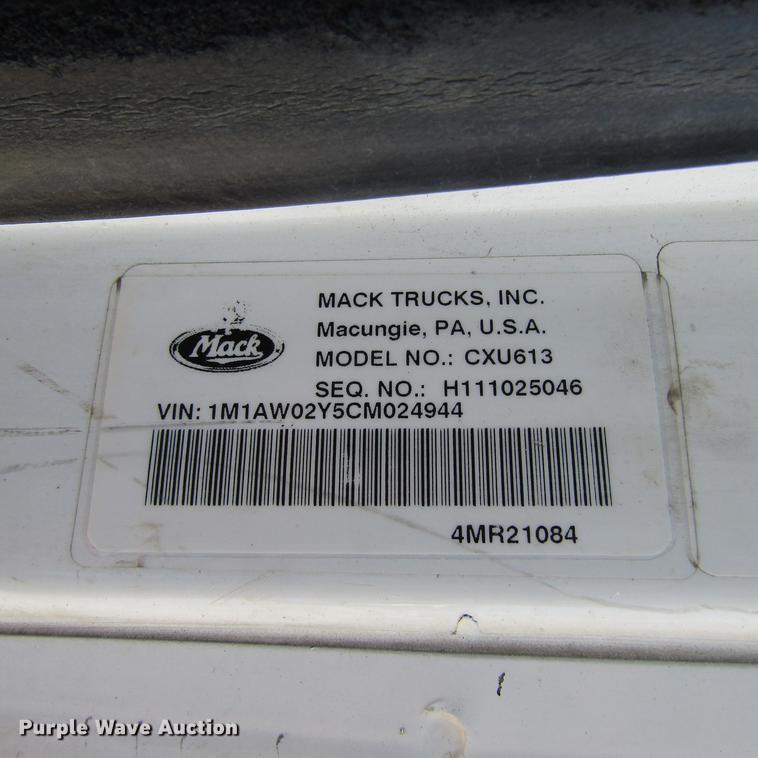 MACK TRUCKS, INC.
Mack
Macungie, PA, U.S.A.
MODEL NO.: CXU613
SEQ. NO.: H111025046
VIN: 1M1AW02Y5CM024944
4MR21084
Purple Wave Auction